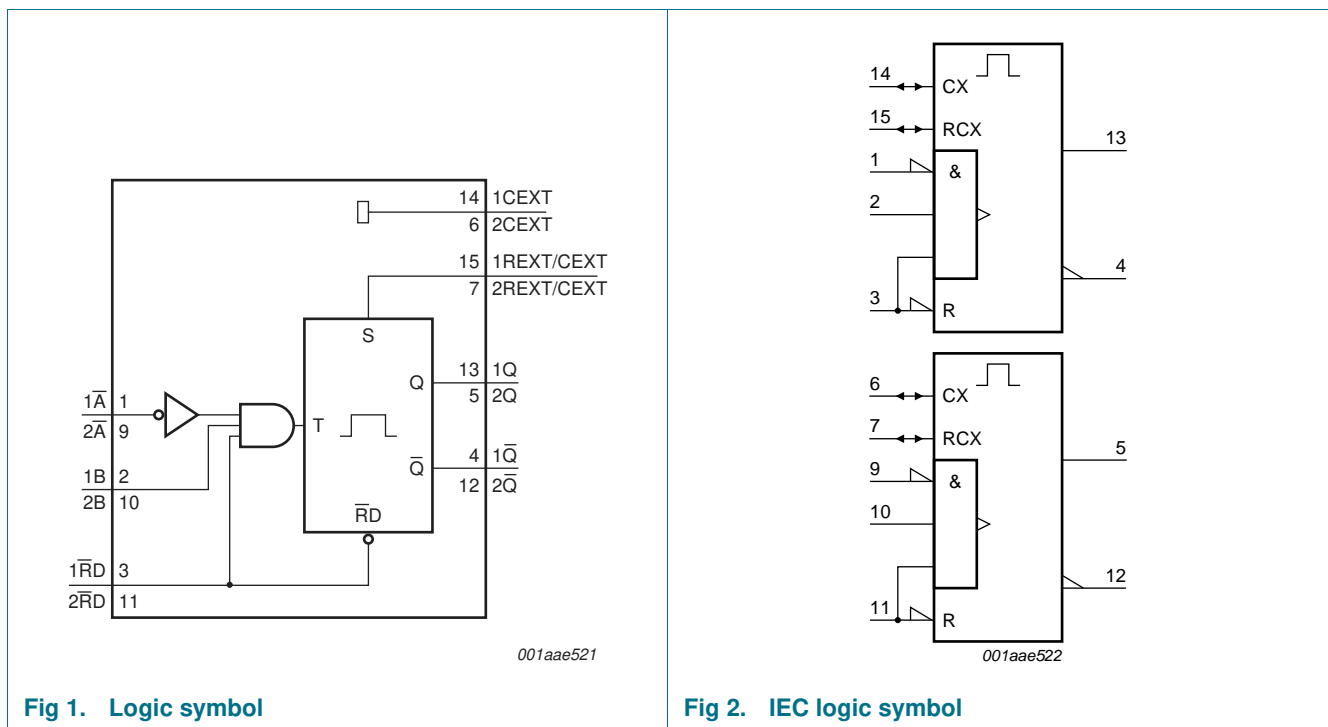 14 1CEXT
6 2CEXT
15 1REXT/CEXT
7 2REXT/CEXT
S
1A̅ 1
2A̅ 9
T
Q
13 1Q
5 2Q
1B 2
2B 10
Q̅
4 1Q̅
12 2Q̅
R̅D
1R̅D 3
2R̅D 11
001aae521
Fig 1. Logic symbol
14 CX
15 RCX
1 &
2
3 R
13
4
6 CX
7 RCX
9 &
10
11 R
5
12
001aae522
Fig 2. IEC logic symbol